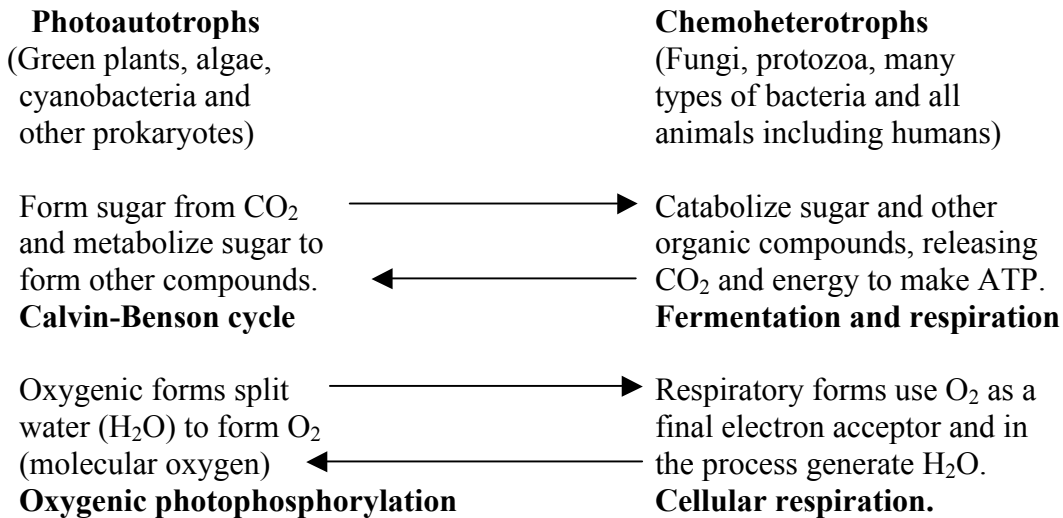 Photoautotrophs
(Green plants, algae,
cyanobacteria and
other prokaryotes)
Chemoheterotrophs
(Fungi, protozoa, many
types of bacteria and all
animals including humans)
Form sugar from CO₂
and metabolize sugar to
form other compounds.
Calvin-Benson cycle
Catabolize sugar and other
organic compounds, releasing
CO₂ and energy to make ATP.
Fermentation and respiration
Oxygenic forms split
water (H₂O) to form O₂
(molecular oxygen)
Oxygenic photophosphorylation
Respiratory forms use O₂ as a
final electron acceptor and in
the process generate H₂O.
Cellular respiration.